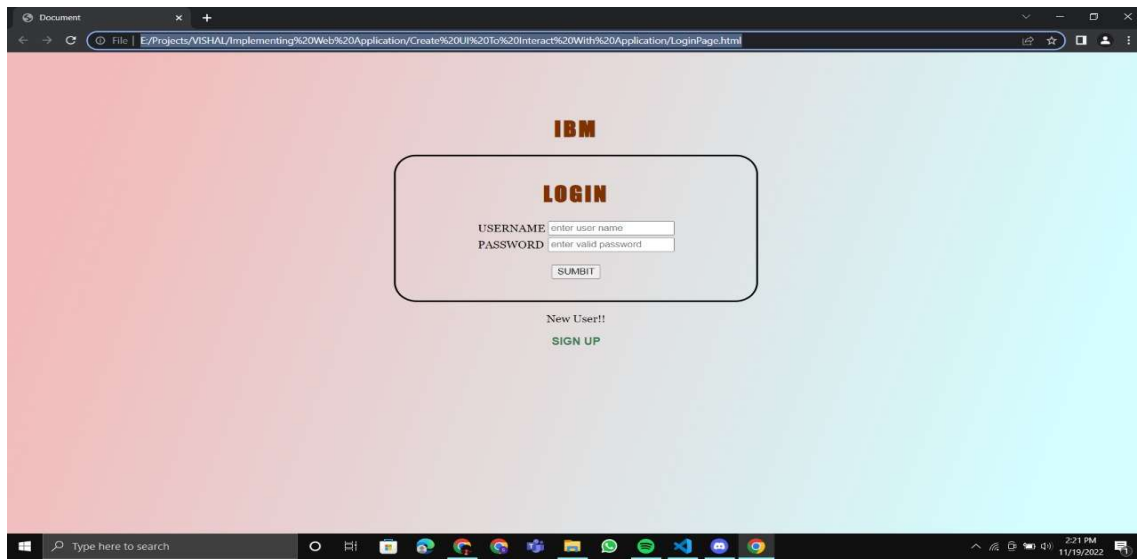 Document
File | E:/Projects/VISHAL/Implementing%20Web%20Application/Create%20UI%20To%20Interact%20With%20Application/LoginPage.html
IBM
LOGIN
USERNAME enter user name
PASSWORD enter valid password
SUMBIT
New User!!
SIGN UP
Type here to search
2:21 PM
11/19/2022